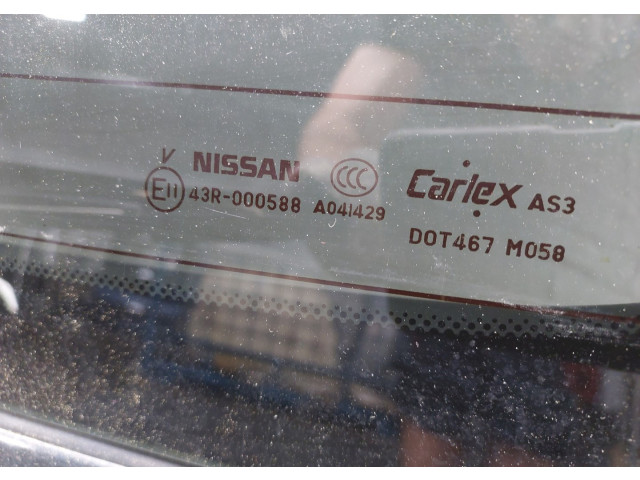 V NISSAN CCC Carlex AS3
E11 43R-000588 A041429
DOT467 M058